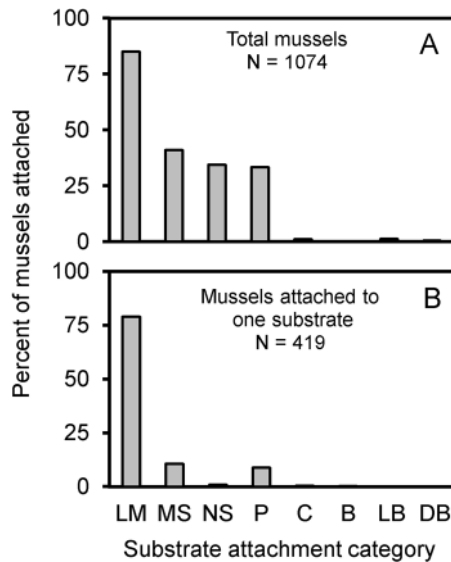 Percent of mussels attached
100
75
50
25
0
Total mussels
N = 1074
A
100
75
50
25
0
Mussels attached to
one substrate
N = 419
B
LM MS NS P C B LB DB
Substrate attachment category